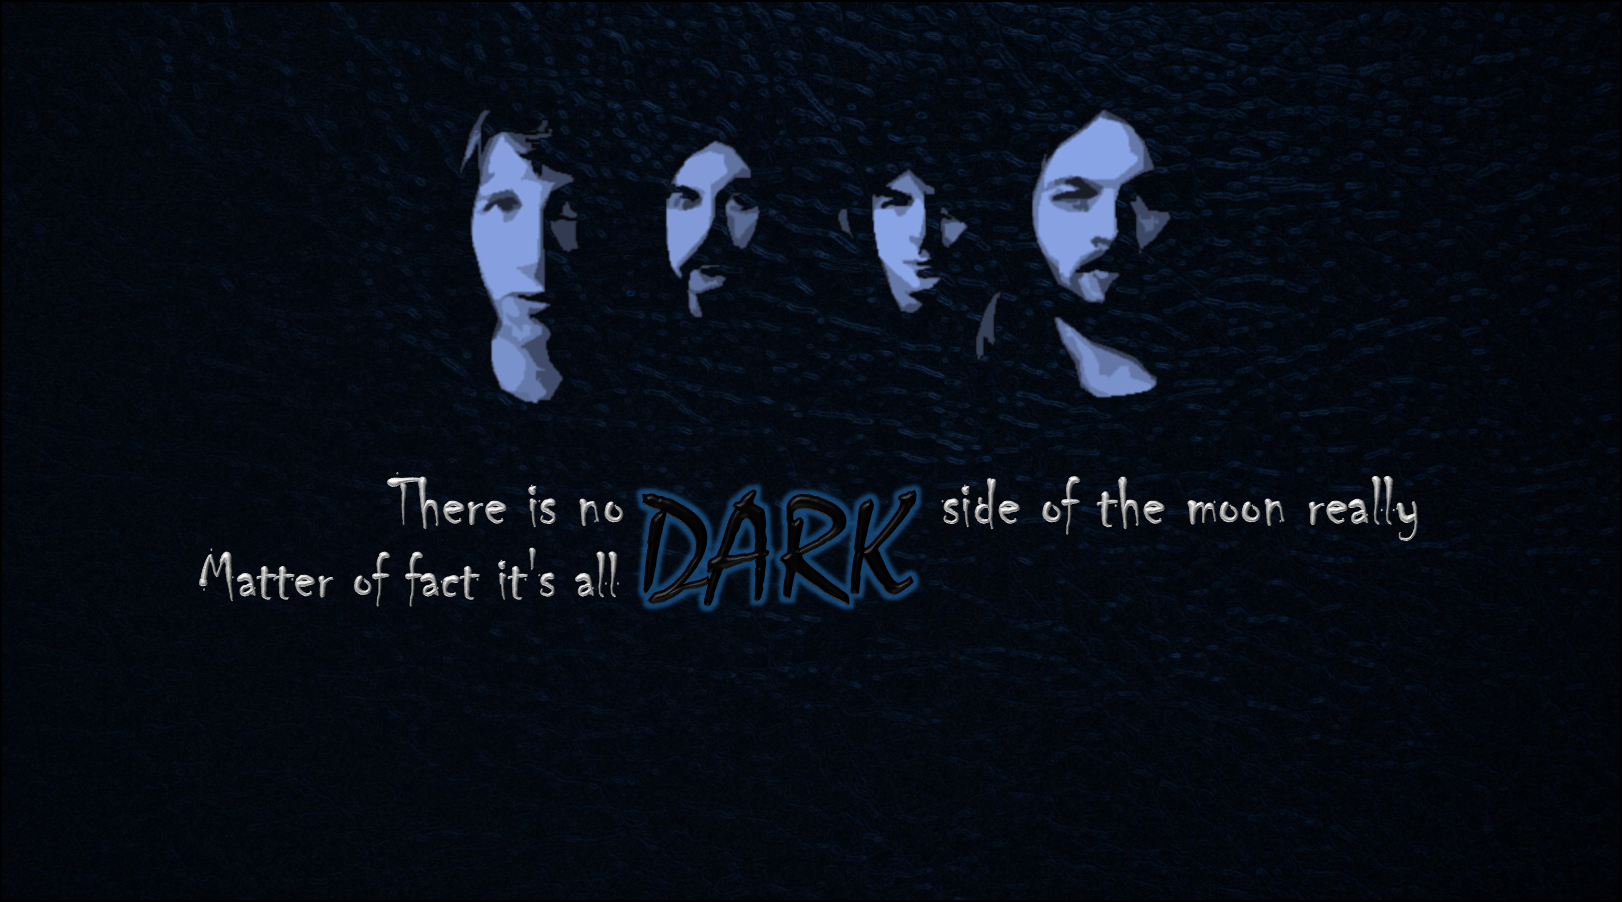 There is no DARK side of the moon really
Matter of fact it's all